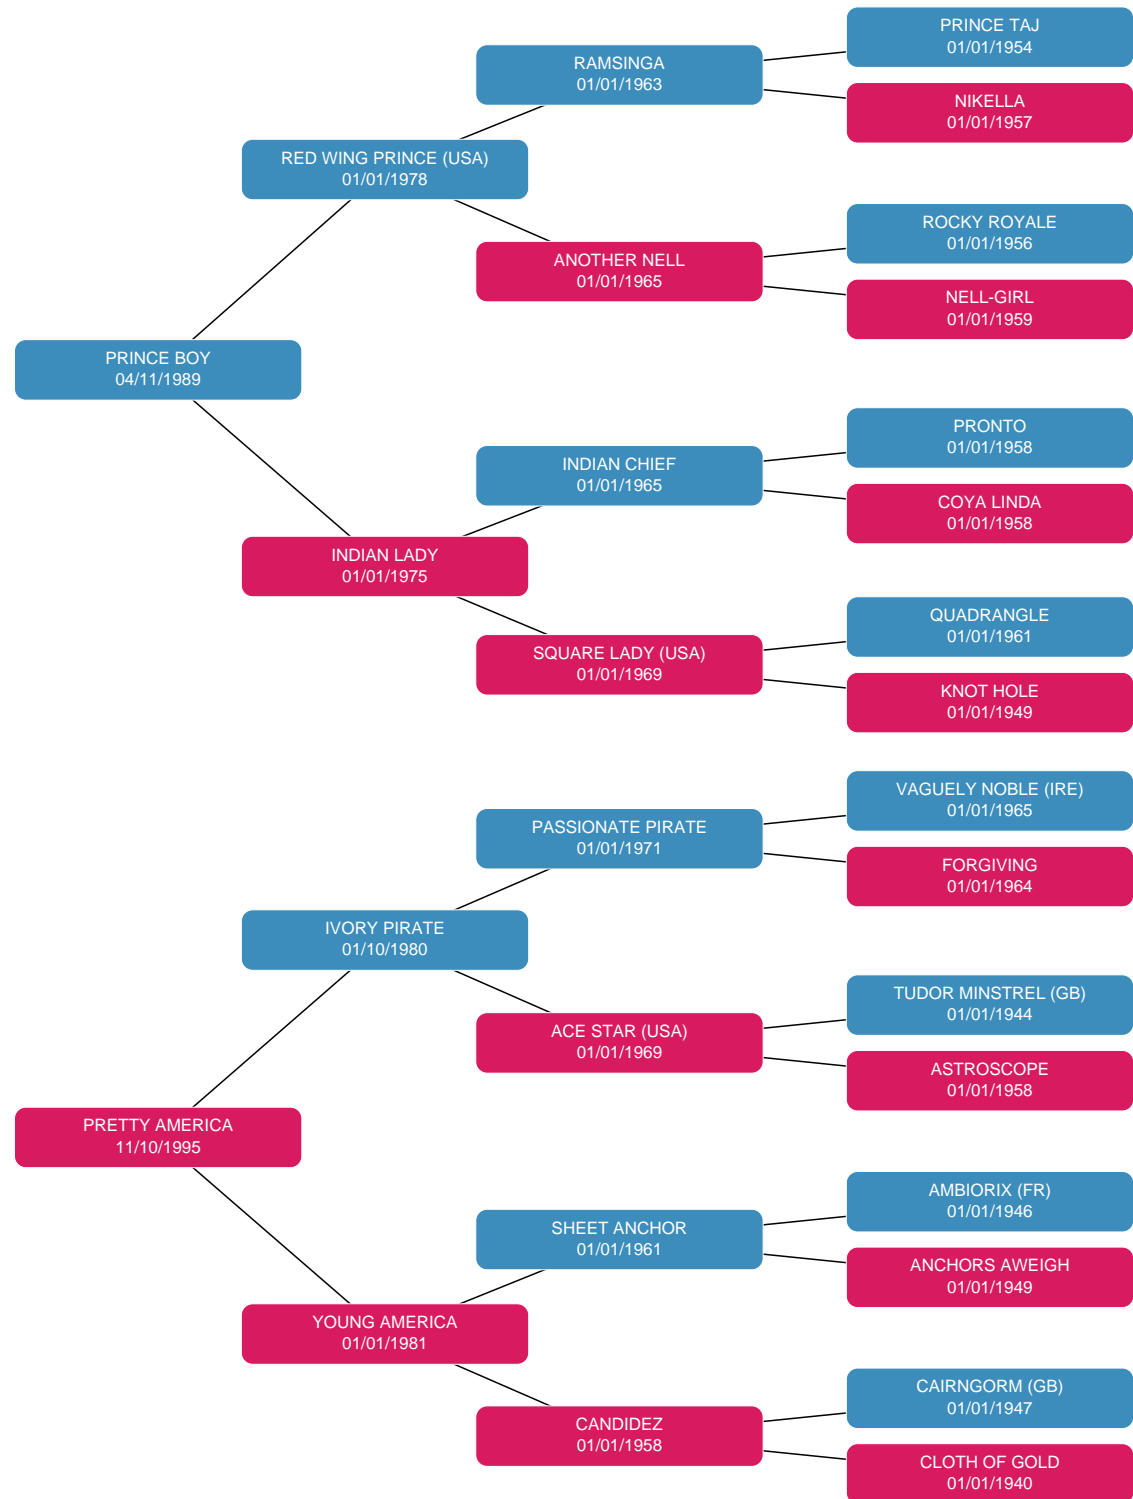 PRINCE TAJ
01/01/1954
RAMSINGA
01/01/1963
NIKELLA
01/01/1957
RED WING PRINCE (USA)
01/01/1978
ROCKY ROYALE
01/01/1956
ANOTHER NELL
01/01/1965
NELL-GIRL
01/01/1959
PRINCE BOY
04/11/1989
PRONTO
01/01/1958
INDIAN CHIEF
01/01/1965
COYA LINDA
01/01/1958
INDIAN LADY
01/01/1975
QUADRANGLE
01/01/1961
SQUARE LADY (USA)
01/01/1969
KNOT HOLE
01/01/1949
VAGUELY NOBLE (IRE)
01/01/1965
PASSIONATE PIRATE
01/01/1971
FORGIVING
01/01/1964
IVORY PIRATE
01/10/1980
TUDOR MINSTREL (GB)
01/01/1944
ACE STAR (USA)
01/01/1969
ASTROSCOPE
01/01/1958
PRETTY AMERICA
11/10/1995
AMBIORIX (FR)
01/01/1946
SHEET ANCHOR
01/01/1961
ANCHORS AWEIGH
01/01/1949
YOUNG AMERICA
01/01/1981
CAIRNGORM (GB)
01/01/1947
CANDIDEZ
01/01/1958
CLOTH OF GOLD
01/01/1940